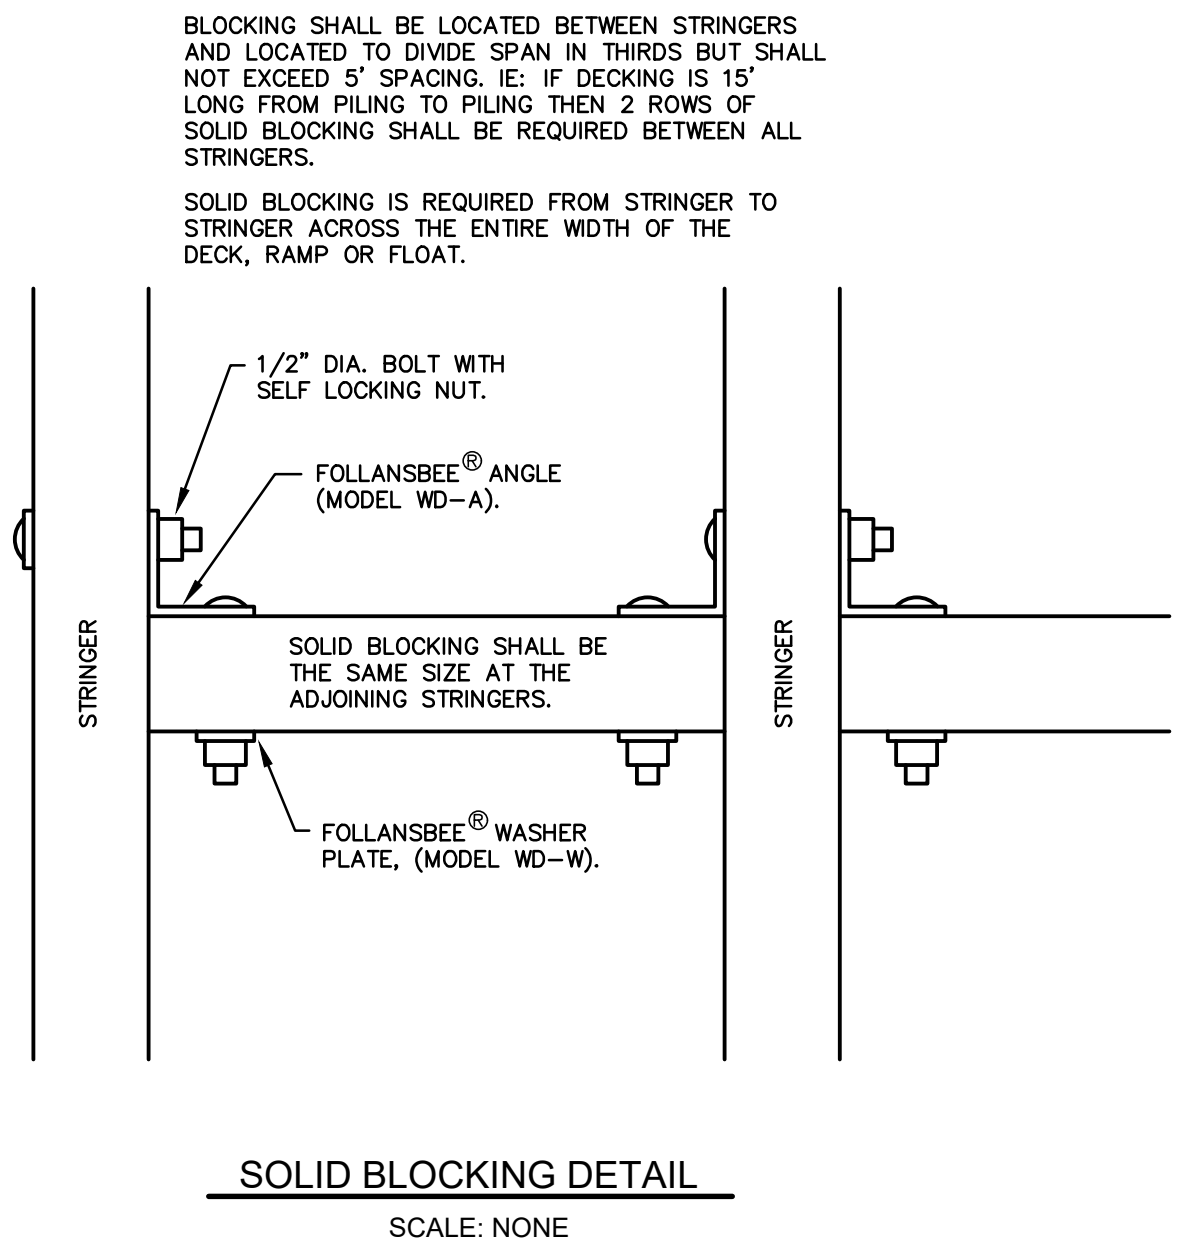 BLOCKING SHALL BE LOCATED BETWEEN STRINGERS
AND LOCATED TO DIVIDE SPAN IN THIRDS BUT SHALL
NOT EXCEED 5' SPACING. IE: IF DECKING IS 15'
LONG FROM PILING TO PILING THEN 2 ROWS OF
SOLID BLOCKING SHALL BE REQUIRED BETWEEN ALL
STRINGERS.
SOLID BLOCKING IS REQUIRED FROM STRINGER TO
STRINGER ACROSS THE ENTIRE WIDTH OF THE
DECK, RAMP OR FLOAT.
1/2" DIA. BOLT WITH
SELF LOCKING NUT.
FOLLANSBEE® ANGLE
(MODEL WD-A).
STRINGER
SOLID BLOCKING SHALL BE
THE SAME SIZE AT THE
ADJOINING STRINGERS.
STRINGER
FOLLANSBEE® WASHER
PLATE, (MODEL WD-W).
SOLID BLOCKING DETAIL
SCALE: NONE